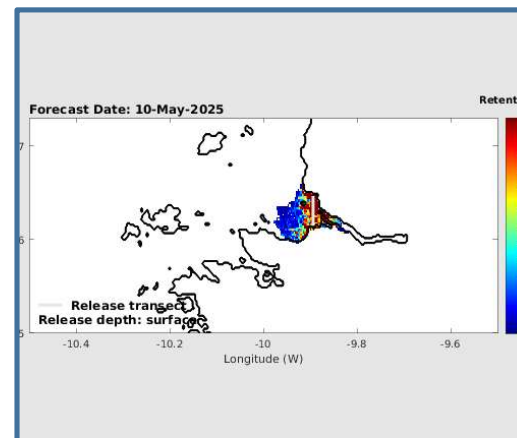 Retent
Forecast Date: 10-May-2025
7
6
Release transect
Release depth: surface
5
-10.4 -10.2 -10 -9.8 -9.6
Longitude (W)